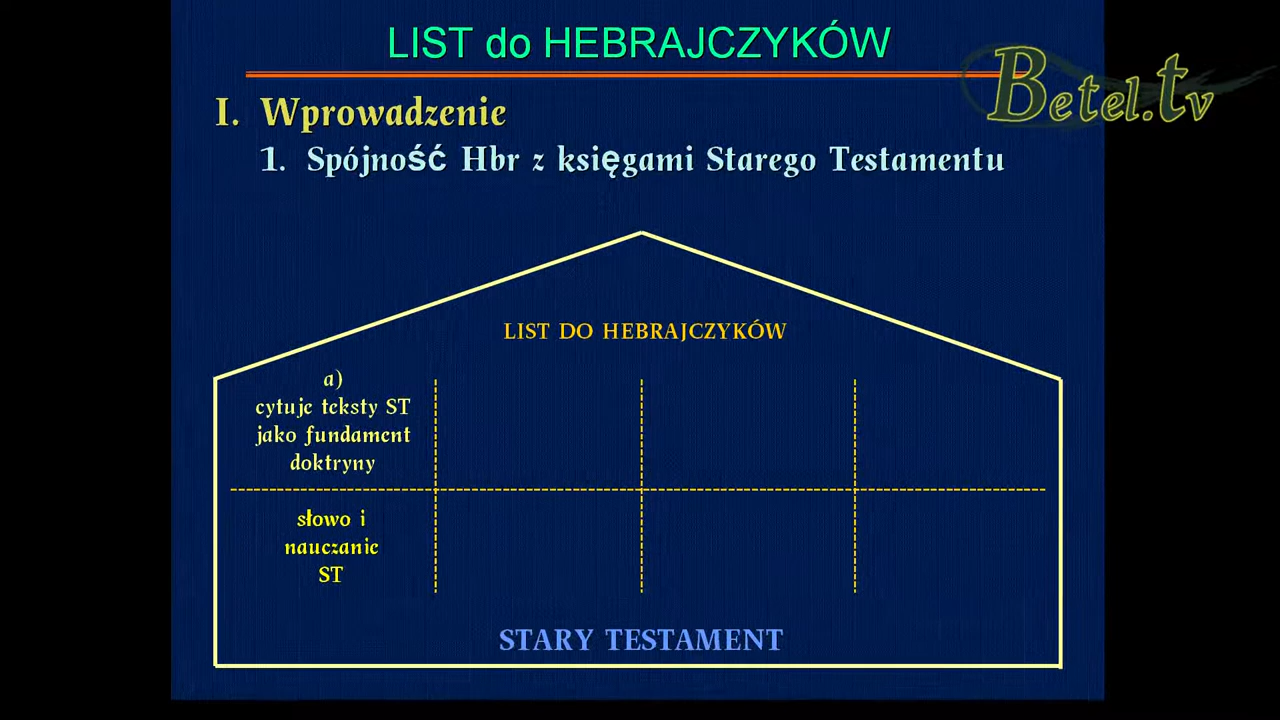 LIST do HEBRAJCZYKÓW
Betel.tv
I. Wprowadzenie
1. Spójność Hbr z księgami Starego Testamentu
LIST DO HEBRAJCZYKÓW
a)
cytuje teksty ST
jako fundament
doktryny
słowo i
nauczanie
ST
STARY TESTAMENT